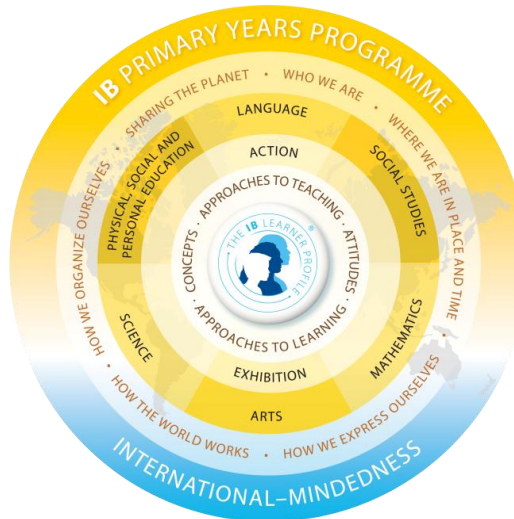 IB PRIMARY YEARS PROGRAMME
SHARING THE PLANET • WHO WE ARE • WHERE WE ARE IN PLACE AND TIME • HOW WE EXPRESS OURSELVES • HOW THE WORLD WORKS • HOW WE ORGANIZE OURSELVES •
LANGUAGE
SOCIAL STUDIES
MATHEMATICS
ARTS
SCIENCE
PHYSICAL, SOCIAL AND
PERSONAL EDUCATION
ACTION
EXHIBITION
APPROACHES TO TEACHING · ATTITUDES · APPROACHES TO LEARNING · CONCEPTS ·
THE IB LEARNER PROFILE
®
INTERNATIONAL–MINDEDNESS